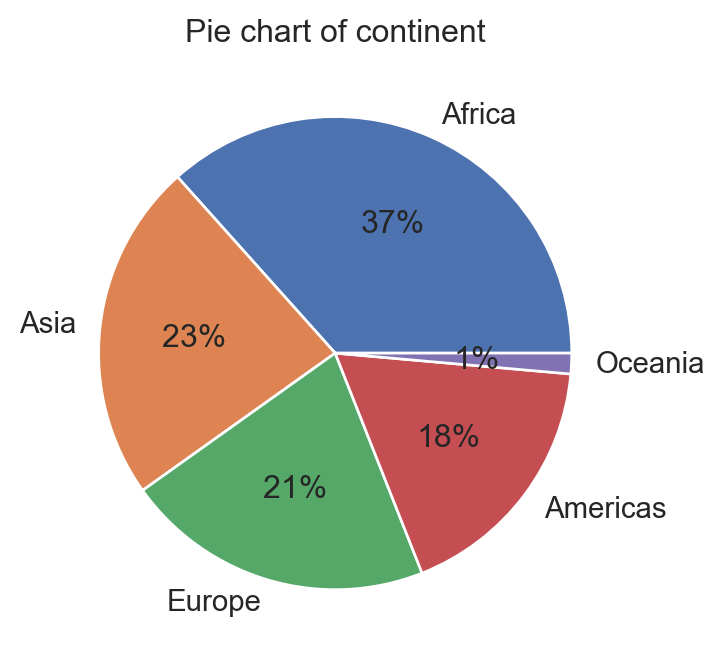 Pie chart of continent
Africa
37%
Asia
23%
1%
Oceania
18%
21%
Americas
Europe